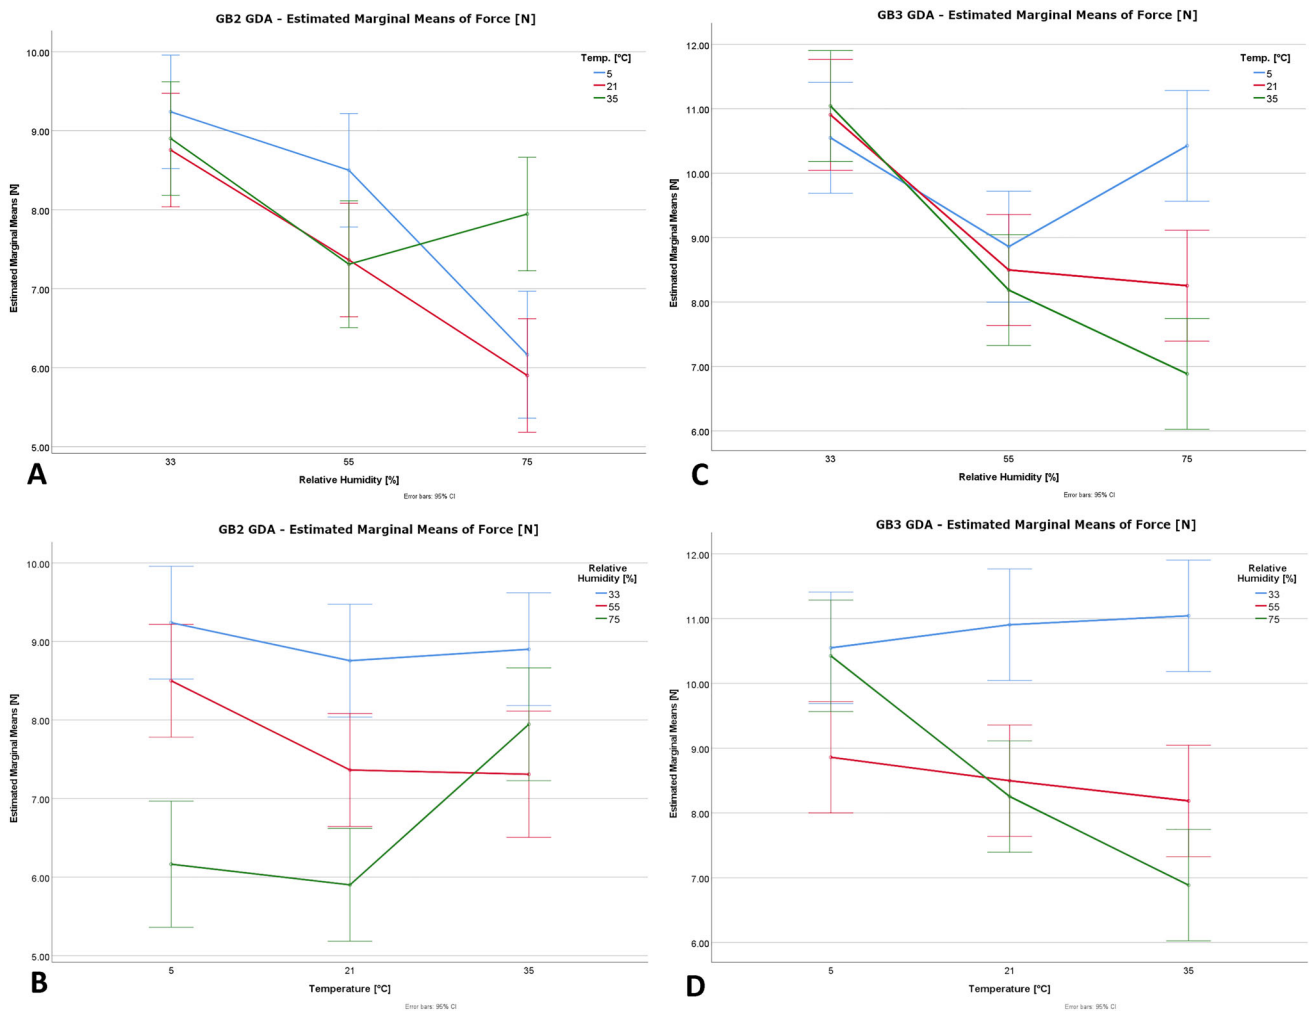 GB2 GDA - Estimated Marginal Means of Force [N]
Estimated Marginal Means [N]
10.00
9.00
8.00
7.00
6.00
5.00
Temp. [°C]
5
21
35
33
55
75
Relative Humidity [%]
Error bars: 95% CI
A
GB3 GDA - Estimated Marginal Means of Force [N]
Estimated Marginal Means [N]
12.00
11.00
10.00
9.00
8.00
7.00
6.00
Temp. [°C]
5
21
35
33
55
75
Relative Humidity [%]
Error bars: 95% CI
C
GB2 GDA - Estimated Marginal Means of Force [N]
Estimated Marginal Means [N]
10.00
9.00
8.00
7.00
6.00
5.00
Relative
Humidity [%]
33
55
75
5
21
35
Temperature [°C]
Error bars: 95% CI
B
GB3 GDA - Estimated Marginal Means of Force [N]
Estimated Marginal Means [N]
12.00
11.00
10.00
9.00
8.00
7.00
6.00
Relative
Humidity [%]
33
55
75
5
21
35
Temperature [°C]
Error bars: 95% CI
D